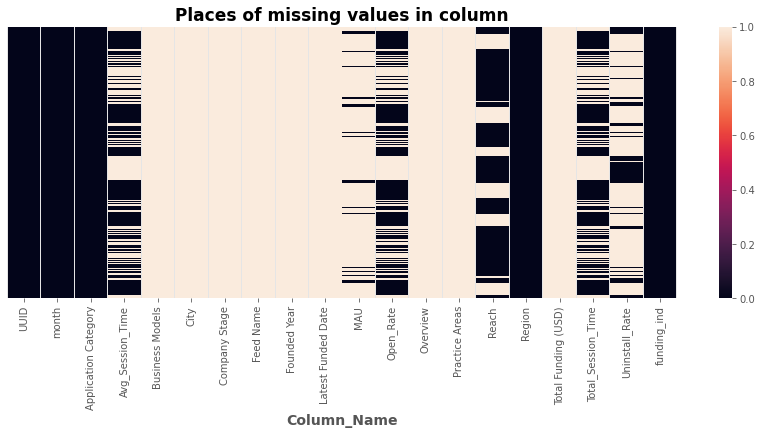 Places of missing values in column
1.0
0.8
0.6
0.4
0.2
0.0
UUID
month
Application Category
Avg_Session_Time
Business Models
City
Company Stage
Feed Name
Founded Year
Latest Funded Date
MAU
Open_Rate
Overview
Practice Areas
Reach
Region
Total Funding (USD)
Total_Session_Time
Uninstall_Rate
funding_ind
Column_Name